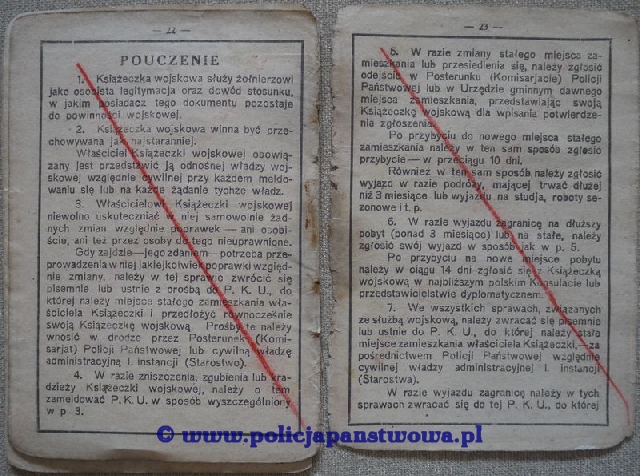 — 22 —
POUCZENIE
1. Książeczka wojskowa służy żołnierzowi
jako osobista legitymacja oraz dowód stosunku,
w jakim posiadacz tego dokumentu pozostaje
do powinności wojskowej.
2. Książeczka wojskowa winna być prze-
chowywana jak najstaranniej.
Właściciel Książeczki wojskowej obowią-
zany jest przedstawić ją odnośnej władzy woj-
skowej względnie cywilnej przy każdem meldo-
waniu się lub na każde żądanie tychże władz.
3. Właścicielowi Książeczki wojskowej
niewolno uskuteczniać w niej samowolnie żad-
nych zmian względnie poprawek — ani osobi-
ście, ani też przez osoby do tego nieuprawnione.
Gdy zajdzie—jego zdaniem—potrzeba prze-
prowadzenia w niej jakiejkolwiek poprawki względ-
nie zmiany, należy w tej sprawie zwrócić się
pisemnie lub ustnie z prośbą do P. K. U., do
której należy miejsce stałego zamieszkania wła-
ściciela Książeczki i przedłożyć równocześnie
swoją Książeczkę wojskową. Prośbę tę należy
wnosić w drodze przez Posterunek (Komi-
sarjat) Policji Państwowej lub cywilną władzę
administracyjną I. instancji (Starostwo).
4. W razie zniszczenia, zgubienia lub kra-
dzieży Książeczki wojskowej, należy o tem
zameldować P. K. U. w sposób wyszczególniony
w p. 3.
— 23 —
5. W razie zmiany stałego miejsca za-
mieszkania lub przesiedlenia się, należy zgłosić
odejście w Posterunku (Komisarjacie) Policji
Państwowej lub w Urzędzie gminnym dawnego
miejsca zamieszkania, przedstawiając swoją
Książeczkę wojskową dla wpisania potwierdze-
nia zgłoszenia.
Po przybyciu do nowego miejsca stałego
zamieszkania należy w ten sam sposób zgłosić
przybycie — w przeciągu 10 dni.
Również w ten sam sposób należy zgłosić
wyjazd w razie podróży, mającej trwać dłużej
niż 3 miesiące lub wyjazdu na studja, roboty se-
zonowe i t. p.
6. W razie wyjazdu zagranicę na dłuższy
pobyt (ponad 3 miesiące) lub na stałe, należy
zgłosić swój wyjazd w sposób jak w p. 5.
Po przybyciu na nowe miejsce pobytu
należy w ciągu 14 dni zgłosić się z Książeczką
wojskową w najbliższym polskim Konsulacie lub
przedstawicielstwie dyplomatycznem.
7. We wszystkich sprawach, związanych
ze służbą wojskową, należy zwracać się pisemnie
lub ustnie do P. K. U., do której należy stałe
miejsce zamieszkania właściciela Książeczki,—za
pośrednictwem Policji Państwowej względnie
cywilnej władzy administracyjnej I. instancji
(Starostwa).
W razie wyjazdu zagranicę należy w tych
sprawach zwracać się do tej P. K. U., do której
© www.policjapanstwowa.pl